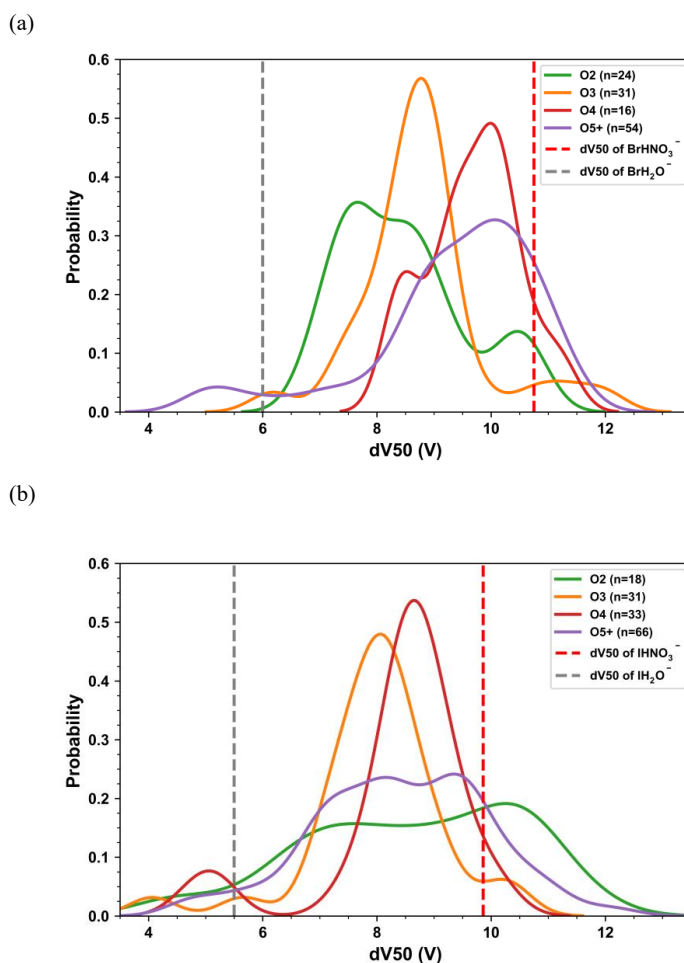 (a)
0.6
0.5
0.4
0.3
0.2
0.1
0.0
Probability
O2 (n=24)
O3 (n=31)
O4 (n=16)
O5+ (n=54)
dV50 of BrHNO₃⁻
dV50 of BrH₂O⁻
4 6 8 10 12
dV50 (V)
(b)
0.6
0.5
0.4
0.3
0.2
0.1
0.0
Probability
O2 (n=18)
O3 (n=31)
O4 (n=33)
O5+ (n=66)
dV50 of IHNO₃⁻
dV50 of IH₂O⁻
4 6 8 10 12
dV50 (V)